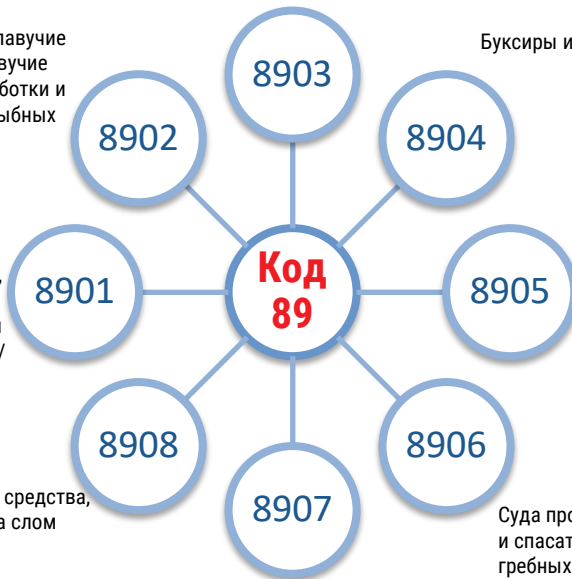 лавучие
вучие
ботки и
ыбных
8903
Буксиры и
8902
8904
8901
Код
89
8905
8908
8906
8907
средства,
а слом
Суда про
и спасат
гребных